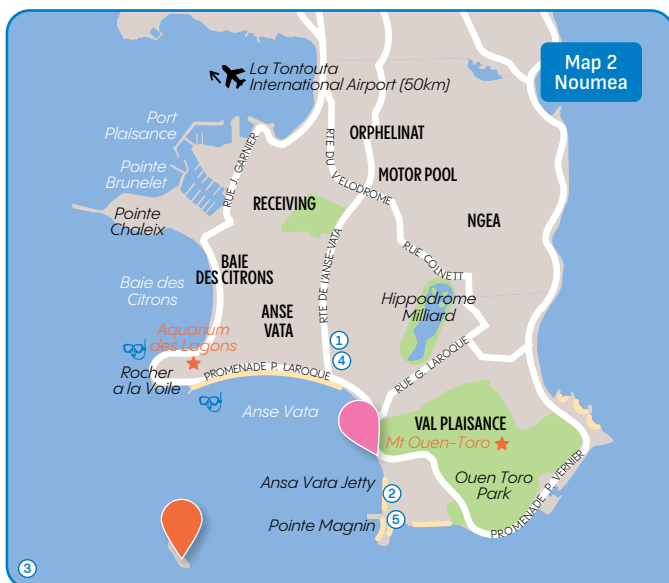 Map 2
Noumea
La Tontouta
International Airport (50km)
Port
Plaisance
ORPHELINAT
Pointe
Brunelet
RUE J. GARNIER
RTE DU VELODROME
MOTOR POOL
RECEIVING
Pointe
Chaleix
NGEA
RUE COLNETT
BAIE
DES CITRONS
RTE DE l'ANSE-VATA
Baie des
Citrons
Hippodrome
Milliard
ANSE
VATA
Aquarium
des Lagons
1
4
Rocher
a la Voile
PROMENADE P. LAROQUE
RUE G. LAROQUE
Anse Vata
VAL PLAISANCE
Mt Ouen-Toro
Ouen Toro
Park
Ansa Vata Jetty
2
Pointe Magnin
5
PROMENADE P. VERNIER
3